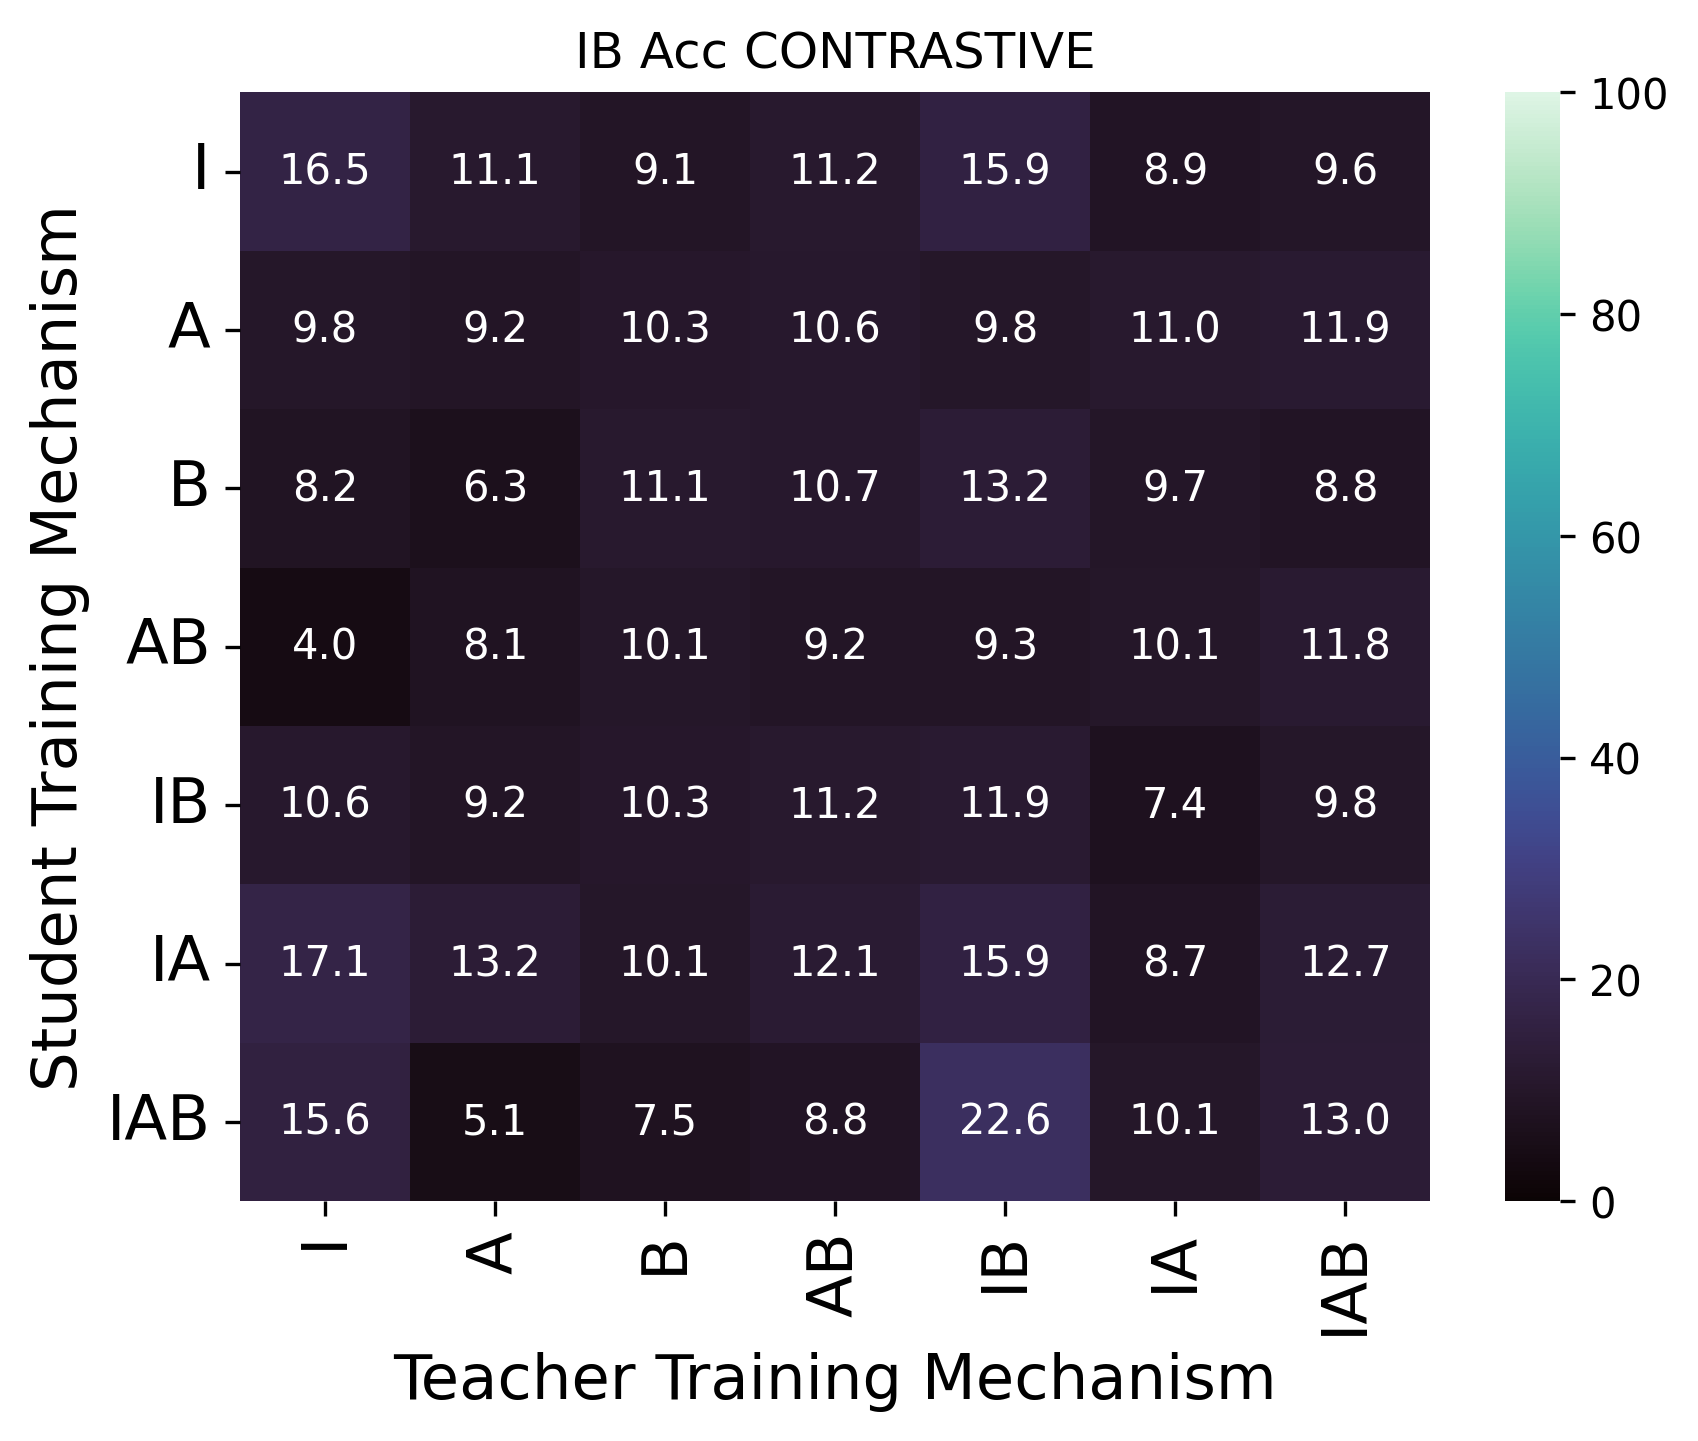 IB Acc CONTRASTIVE
Student Training Mechanism
I 16.5 11.1 9.1 11.2 15.9 8.9 9.6
A 9.8 9.2 10.3 10.6 9.8 11.0 11.9
B 8.2 6.3 11.1 10.7 13.2 9.7 8.8
AB 4.0 8.1 10.1 9.2 9.3 10.1 11.8
IB 10.6 9.2 10.3 11.2 11.9 7.4 9.8
IA 17.1 13.2 10.1 12.1 15.9 8.7 12.7
IAB 15.6 5.1 7.5 8.8 22.6 10.1 13.0
I A B AB IB IA IAB
Teacher Training Mechanism
100
80
60
40
20
0